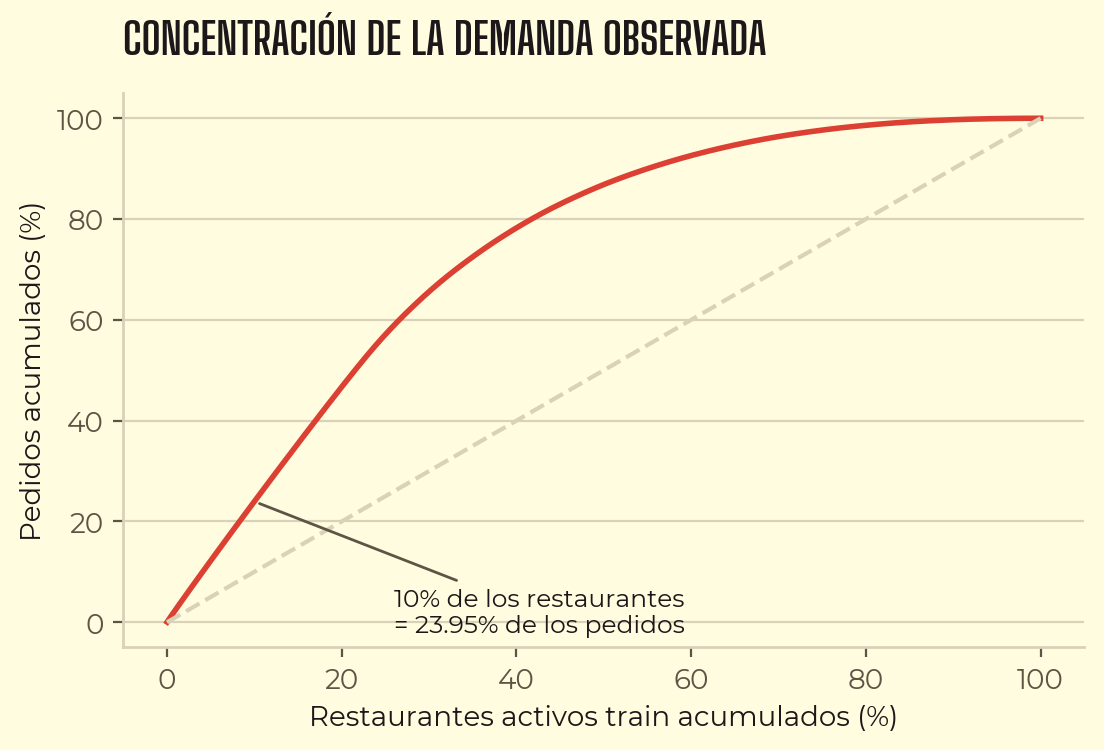 CONCENTRACIÓN DE LA DEMANDA OBSERVADA
Pedidos acumulados (%)
100
80
60
40
20
0
10% de los restaurantes
= 23.95% de los pedidos
0 20 40 60 80 100
Restaurantes activos train acumulados (%)